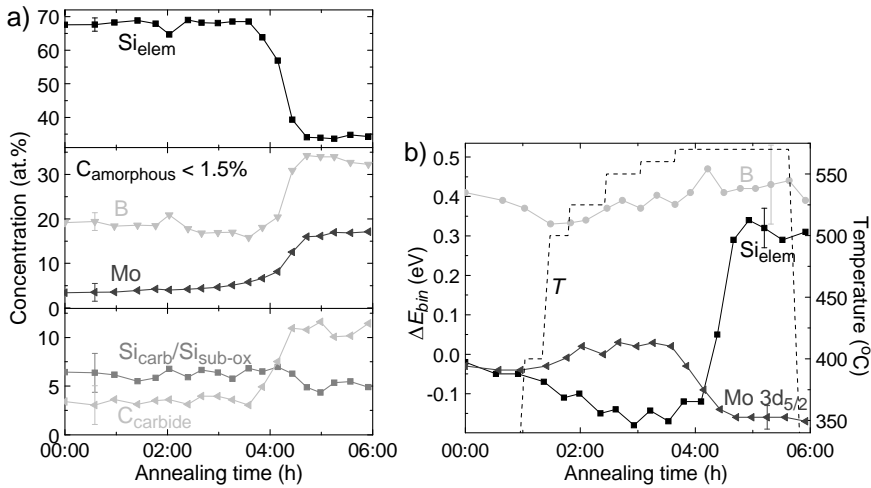 a)
70
60
50
40
Si_elem
C_amorphous < 1.5%
30
20
10
0
B
Mo
10
5
0
Si_carb/Si_sub-ox
C_carbide
Concentration (at.%)
00:00 02:00 04:00 06:00
Annealing time (h)
b)
0.5
0.4
0.3
0.2
0.1
0.0
-0.1
ΔE_bin (eV)
B
Si_elem
T
Mo 3d_5/2
550
500
450
400
350
Temperature (ºC)
00:00 02:00 04:00 06:00
Annealing time (h)